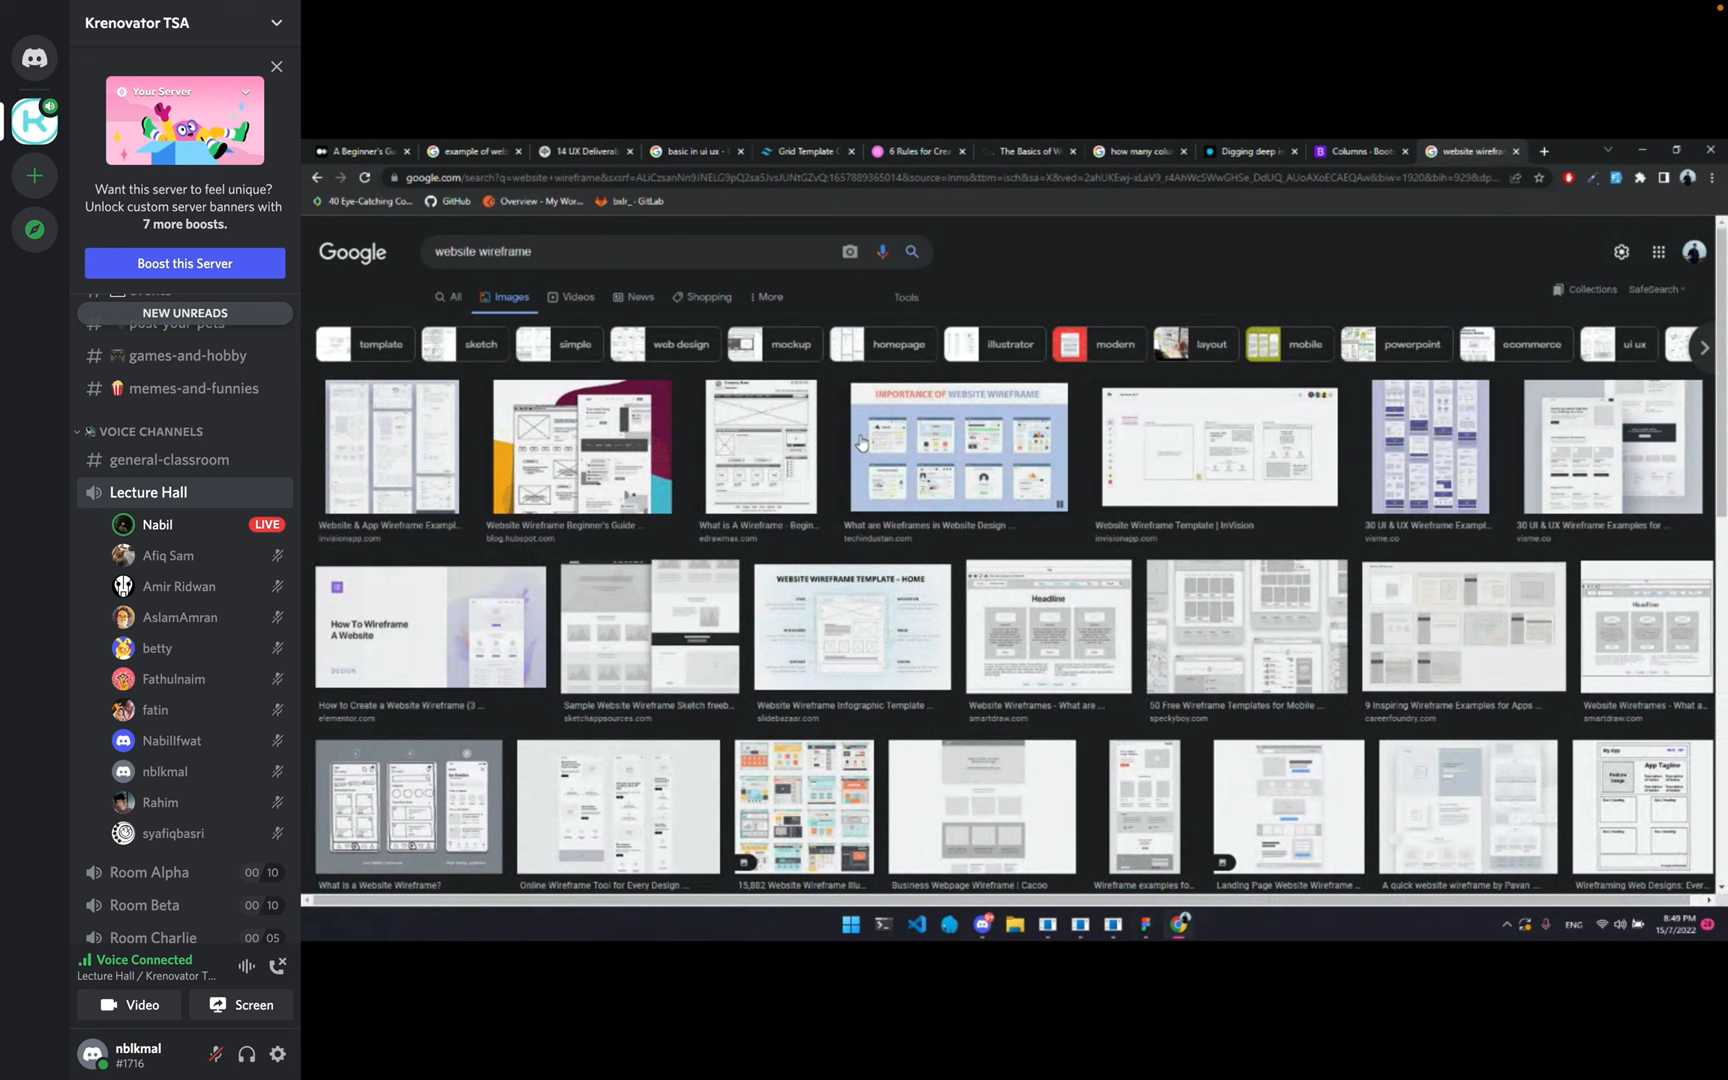 Krenovator TSA
Your Server
Want this server to feel unique?
Unlock custom server banners with
7 more boosts.
Boost this Server
NEW UNREADS
post-your-pets
games-and-hobby
memes-and-funnies
VOICE CHANNELS
general-classroom
Lecture Hall
Nabil LIVE
Afiq Sam
Amir Ridwan
AslamAmran
betty
Fathulnaim
fatin
Nabillfwat
nblkmal
Rahim
syafiqbasri
Room Alpha 00 10
Room Beta 00 10
Room Charlie 00 05
Voice Connected
Lecture Hall / Krenovator T...
Video Screen
nblkmal
#1716
A Beginner's Gu
example of web
14 UX Deliverab
basic in ui ux -
Grid Template
6 Rules for Crea
The Basics of W
how many colu
Digging deep i
Columns · Boots
website wirefra
40 Eye-Catching Co...
GitHub
Overview - My Wor...
bxlr_ · GitLab
Google
website wireframe
All Images Videos News Shopping More Tools
Collections SafeSearch
template sketch simple web design mockup homepage illustrator modern layout mobile powerpoint ecommerce ui ux
IMPORTANCE OF WEBSITE WIREFRAME
Website & App Wireframe Exampl...
invisionapp.com
Website Wireframe Beginner's Guide ...
blog.hubspot.com
What is A Wireframe - Begin...
edrawmax.com
What are Wireframes in Website Design ...
techindustan.com
Website Wireframe Template | InVision
invisionapp.com
30 UI & UX Wireframe Exampl...
visme.co
30 UI & UX Wireframe Examples for ...
visme.co
How To Wireframe
A Website
DESIGN
WEBSITE WIREFRAME TEMPLATE – HOME
Headline
Headline
How to Create a Website Wireframe (3 ...
elementor.com
Sample Website Wireframe Sketch freeb...
sketchappsources.com
Website Wireframe Infographic Template ...
slidebazaar.com
Website Wireframes - What are ...
smartdraw.com
50 Free Wireframe Templates for Mobile ...
speckyboy.com
9 Inspiring Wireframe Examples for Apps ...
careerfoundry.com
Website Wireframes - What a...
smartdraw.com
My App
App Tagline
Feature
Image
What is a Website Wireframe?
Online Wireframe Tool for Every Design ...
15,882 Website Wireframe Illu...
Business Webpage Wireframe | Cacoo
Wireframe examples fo...
Landing Page Website Wireframe ...
A quick website wireframe by Pavan ...
Wireframing Web Designs: Ever...
ENG
8:49 PM
15/7/2022